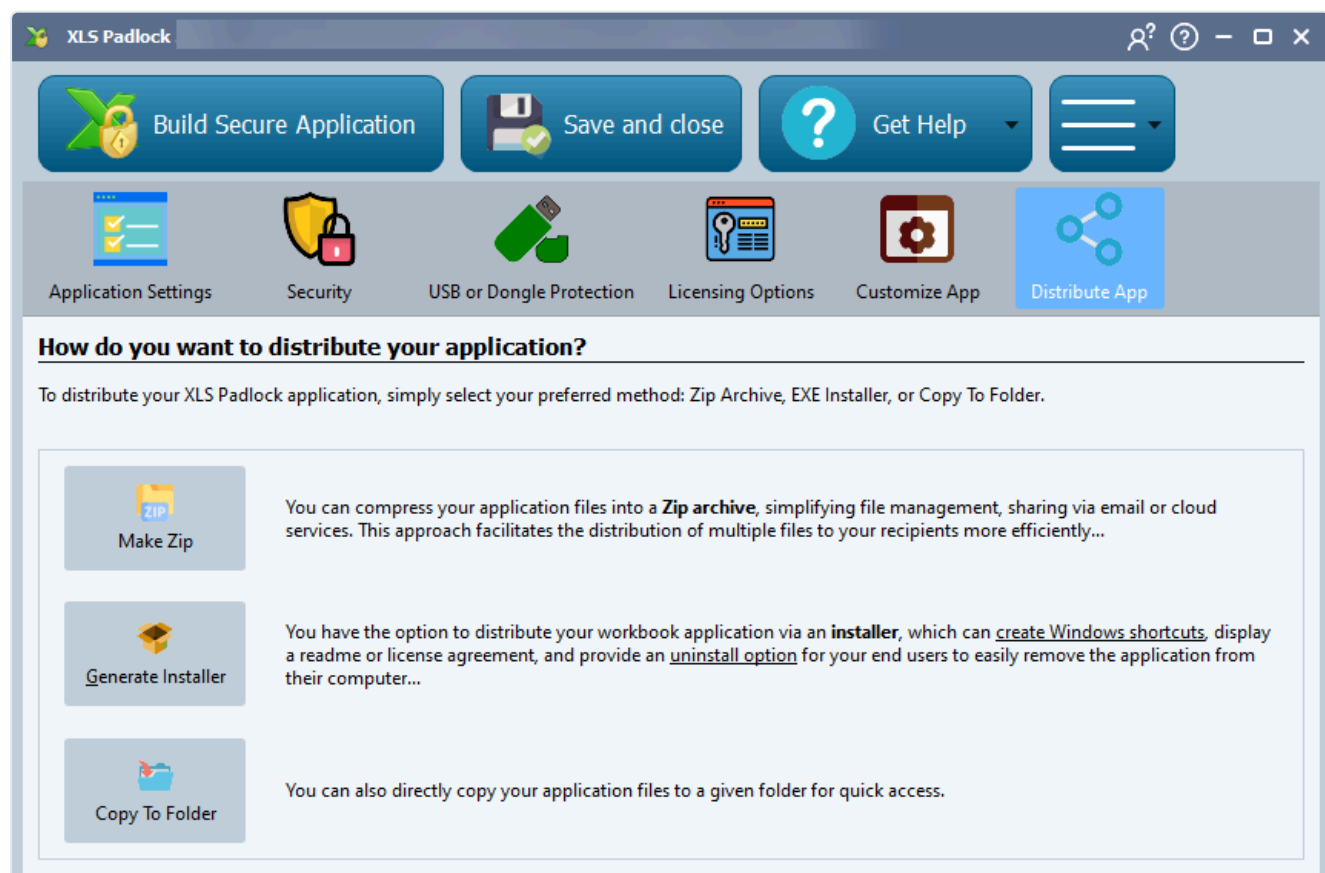 XLS Padlock
Build Secure Application
Save and close
Get Help
Application Settings
Security
USB or Dongle Protection
Licensing Options
Customize App
Distribute App
How do you want to distribute your application?
To distribute your XLS Padlock application, simply select your preferred method: Zip Archive, EXE Installer, or Copy To Folder.
ZIP
Make Zip
You can compress your application files into a Zip archive, simplifying file management, sharing via email or cloud
services. This approach facilitates the distribution of multiple files to your recipients more efficiently...
Generate Installer
You have the option to distribute your workbook application via an installer, which can create Windows shortcuts, display
a readme or license agreement, and provide an uninstall option for your end users to easily remove the application from
their computer...
Copy To Folder
You can also directly copy your application files to a given folder for quick access.